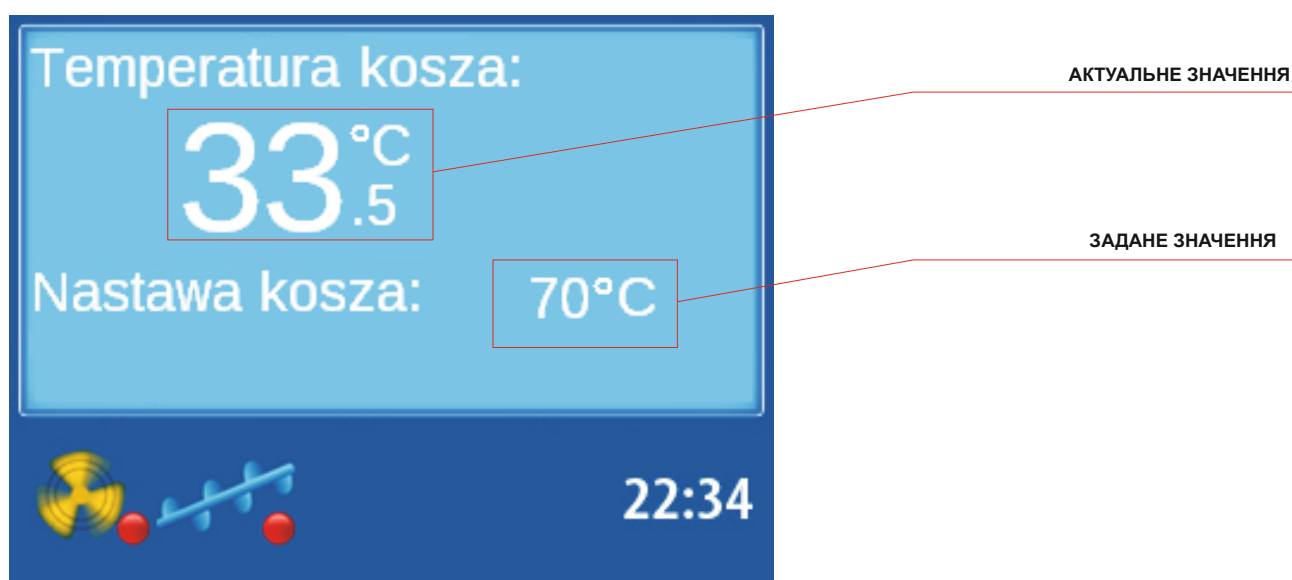 Temperatura kosza:
АКТУАЛЬНЕ ЗНАЧЕННЯ
33.5°C
ЗАДАНЕ ЗНАЧЕННЯ
Nastawa kosza: 70°C
22:34